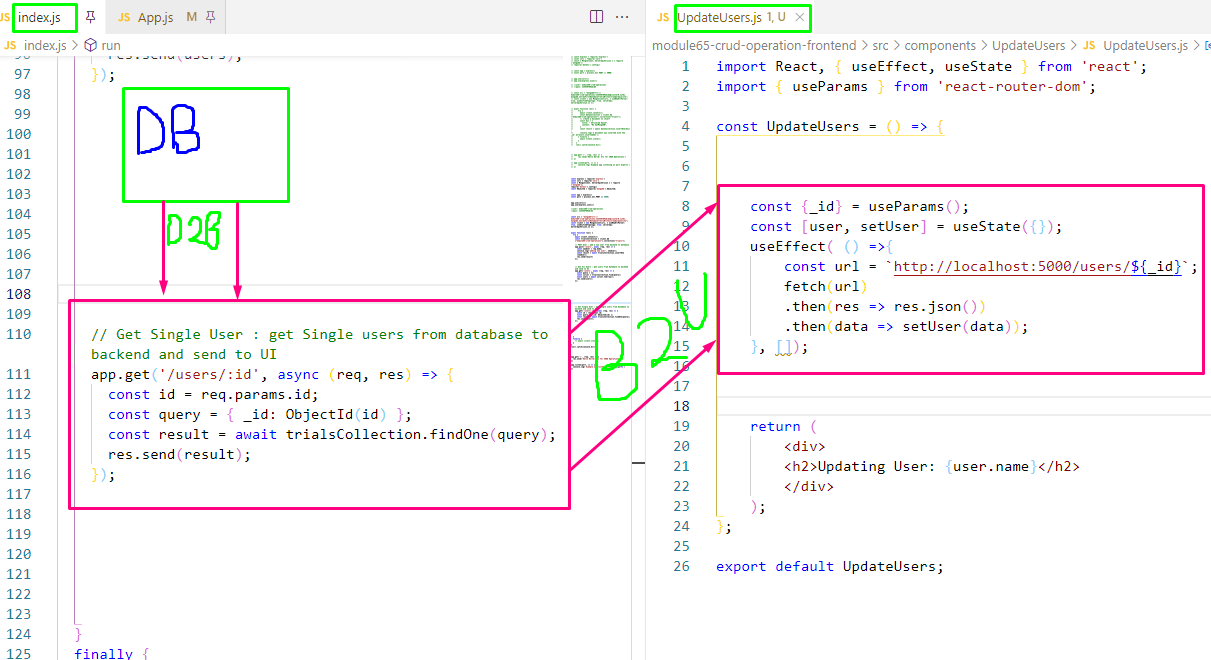 JS index.js
JS App.js M
JS index.js > run
96 res.send(users);
97 });
98
99
100
101
102
103
104
105
106
107
108
109
110 // Get Single User : get Single users from database to
backend and send to UI
111 app.get('/users/:id', async (req, res) => {
112 const id = req.params.id;
113 const query = { _id: ObjectId(id) };
114 const result = await trialsCollection.findOne(query);
115 res.send(result);
116 });
117
118
119
120
121
122
123
124 }
125 finally {
DB
D2B
B2U
JS UpdateUsers.js 1, U
module65-crud-operation-frontend > src > components > UpdateUsers > JS UpdateUsers.js >
1 import React, { useEffect, useState } from 'react';
2 import { useParams } from 'react-router-dom';
3
4 const UpdateUsers = () => {
5
6
7
8 const {_id} = useParams();
9 const [user, setUser] = useState({});
10 useEffect( () =>{
11 const url = `http://localhost:5000/users/${_id}`;
12 fetch(url)
13 .then(res => res.json())
14 .then(data => setUser(data));
15 }, []);
16
17
18
19 return (
20 <div>
21 <h2>Updating User: {user.name}</h2>
22 </div>
23 );
24 };
25
26 export default UpdateUsers;